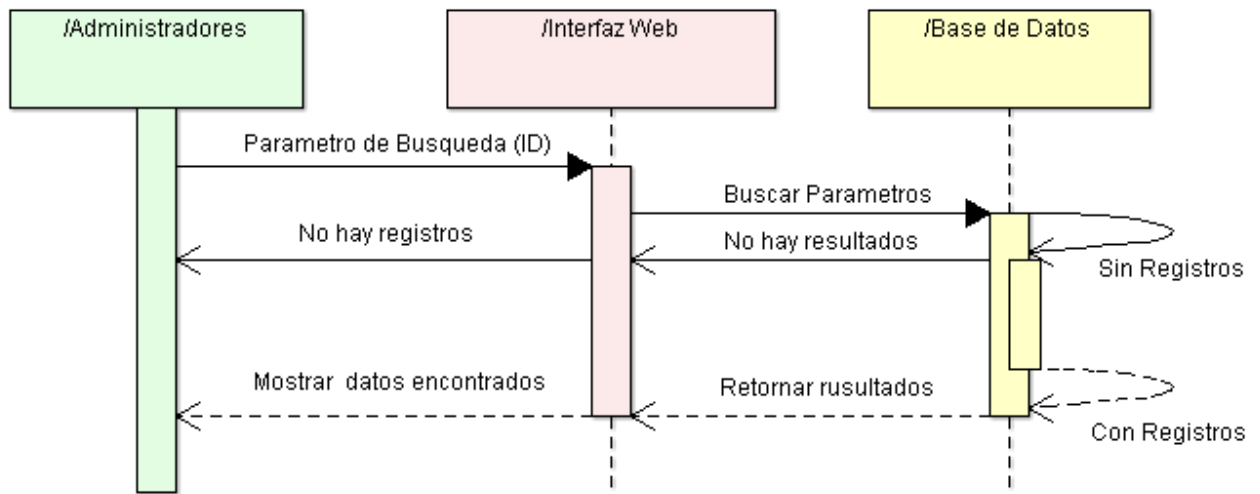 /Administradores
/Interfaz Web
/Base de Datos
Parametro de Busqueda (ID)
Buscar Parametros
No hay registros
No hay resultados
Sin Registros
Mostrar datos encontrados
Retornar rusultados
Con Registros